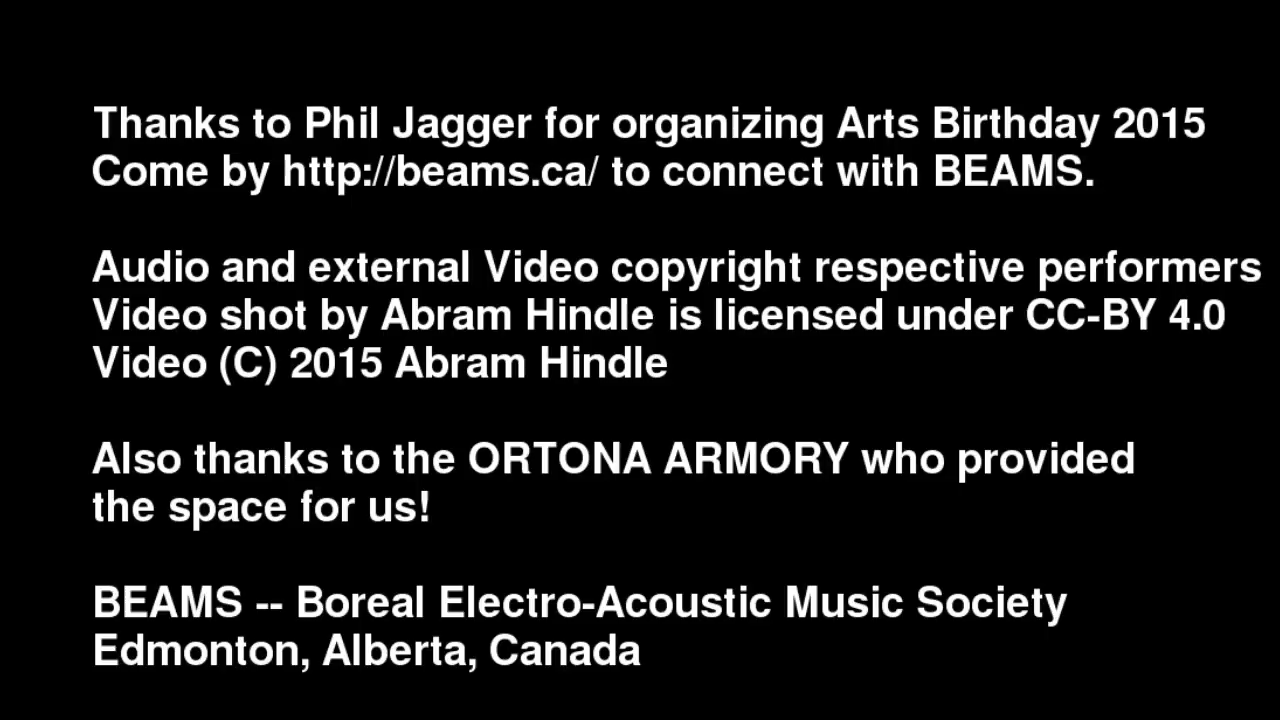 Thanks to Phil Jagger for organizing Arts Birthday 2015
Come by http://beams.ca/ to connect with BEAMS.
Audio and external Video copyright respective performers
Video shot by Abram Hindle is licensed under CC-BY 4.0
Video (C) 2015 Abram Hindle
Also thanks to the ORTONA ARMORY who provided
the space for us!
BEAMS -- Boreal Electro-Acoustic Music Society
Edmonton, Alberta, Canada